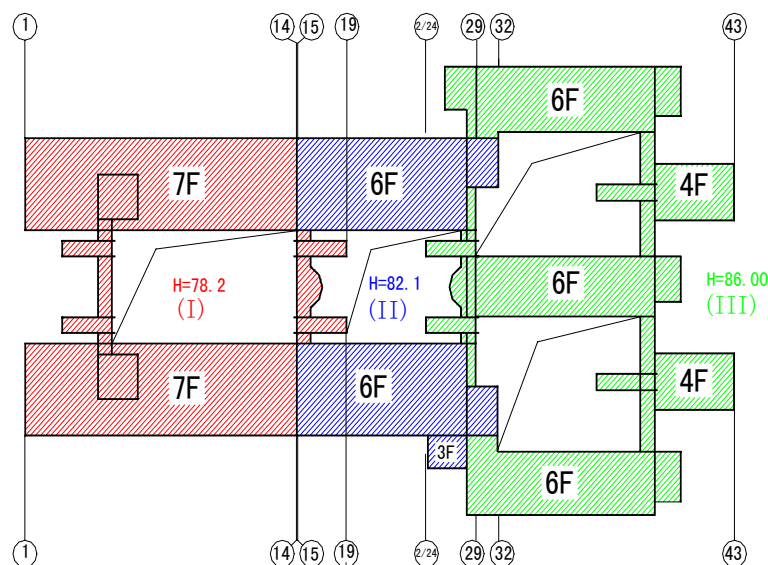 1 14 15 19 2/24 29 32 43
6F
7F 6F 4F
H=78.2 H=82.1 6F H=86.00
(I) (II) (III)
7F 6F 4F
3F 6F
1 14 15 19 2/24 29 32 43